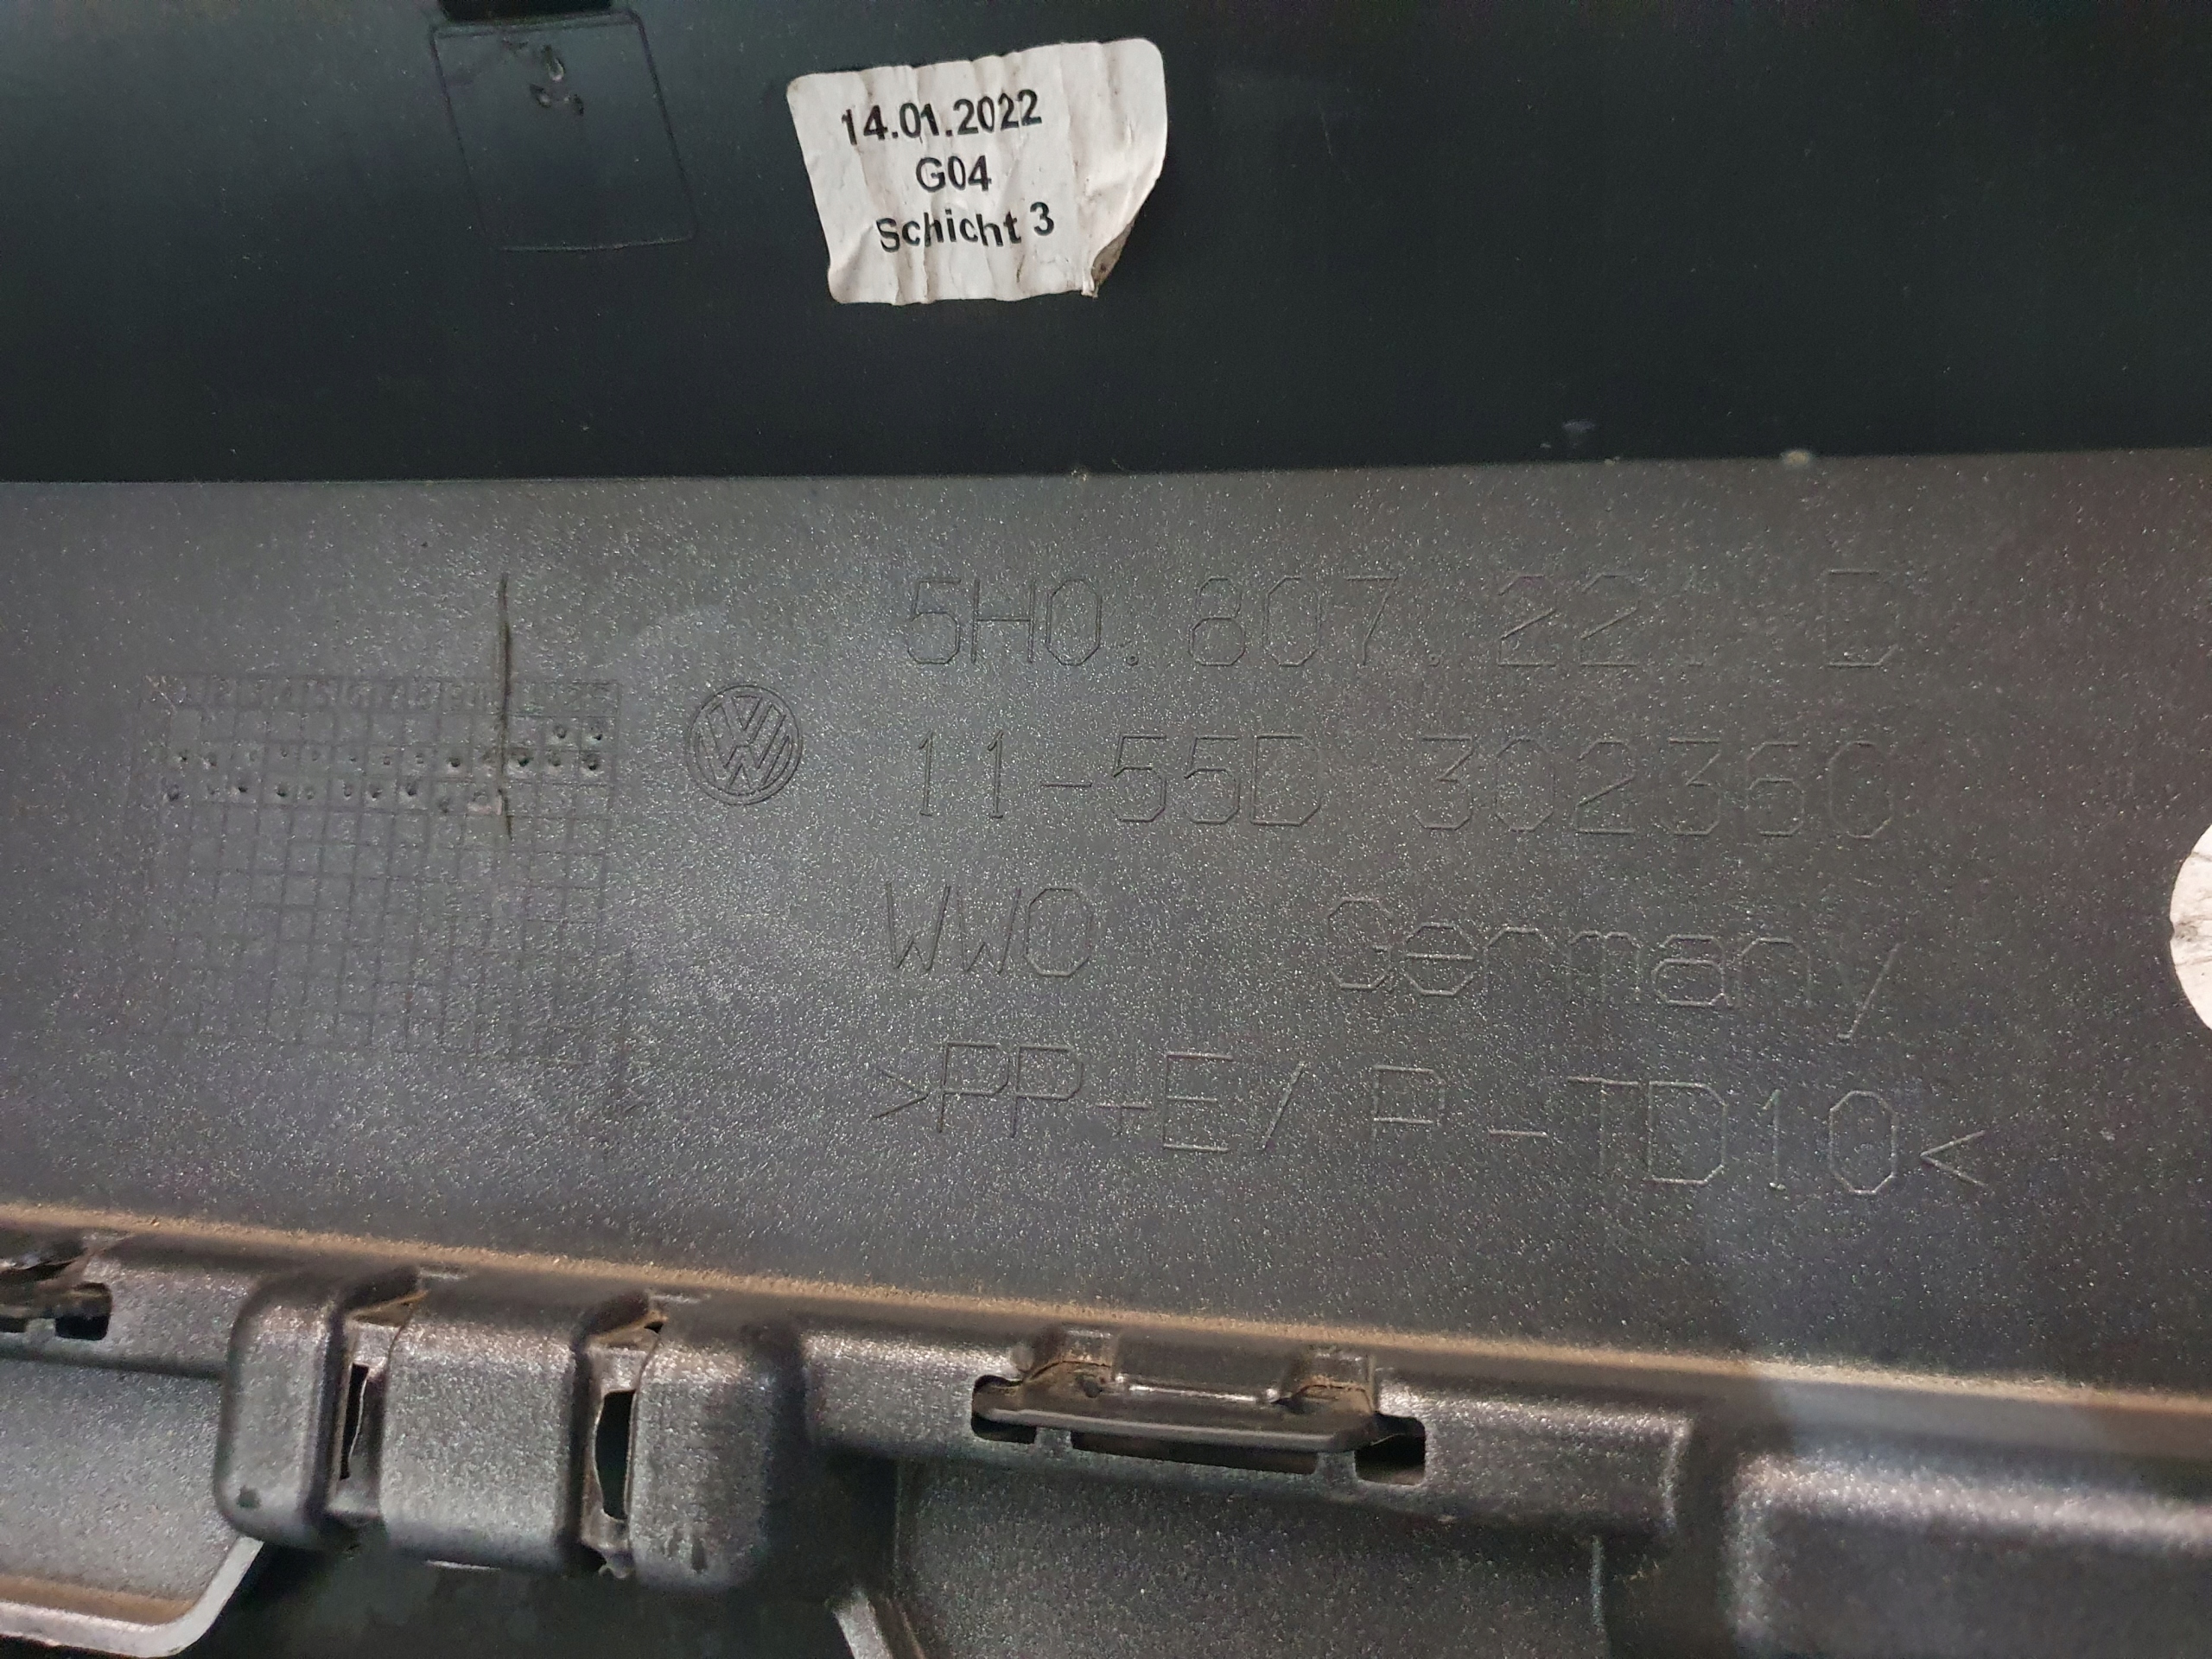 14.01.2022
G04
Schicht 3
5H0.807.221 D
11-55D 302360
WWO Germany
>PP+E/P-TD10<